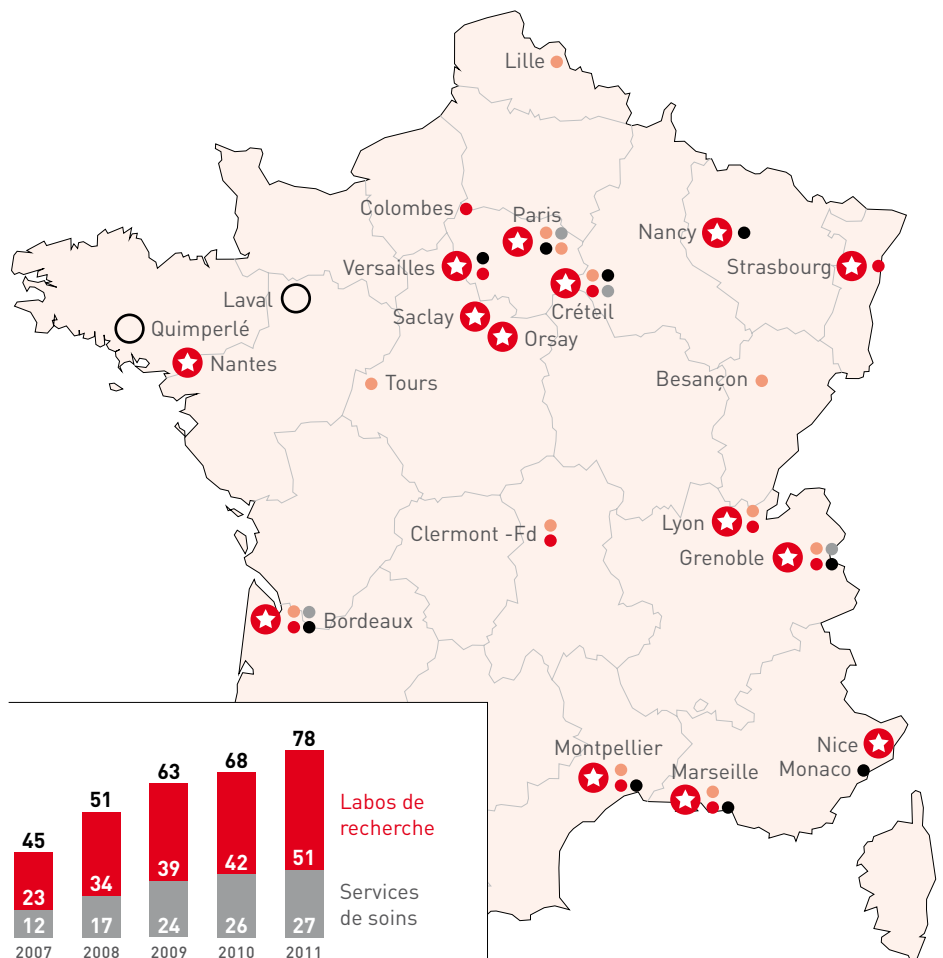 Lille
Colombes
Paris
Nancy
Versailles
Strasbourg
Laval
Créteil
Saclay
Quimperlé
Orsay
Nantes
Tours
Besançon
Lyon
Clermont -Fd
Grenoble
Bordeaux
Montpellier
Nice
Marseille
Monaco
78
68
63
51
45
Labos de
recherche
51
42
39
34
23
Services
de soins
12
17
24
26
27
2007
2008
2009
2010
2011